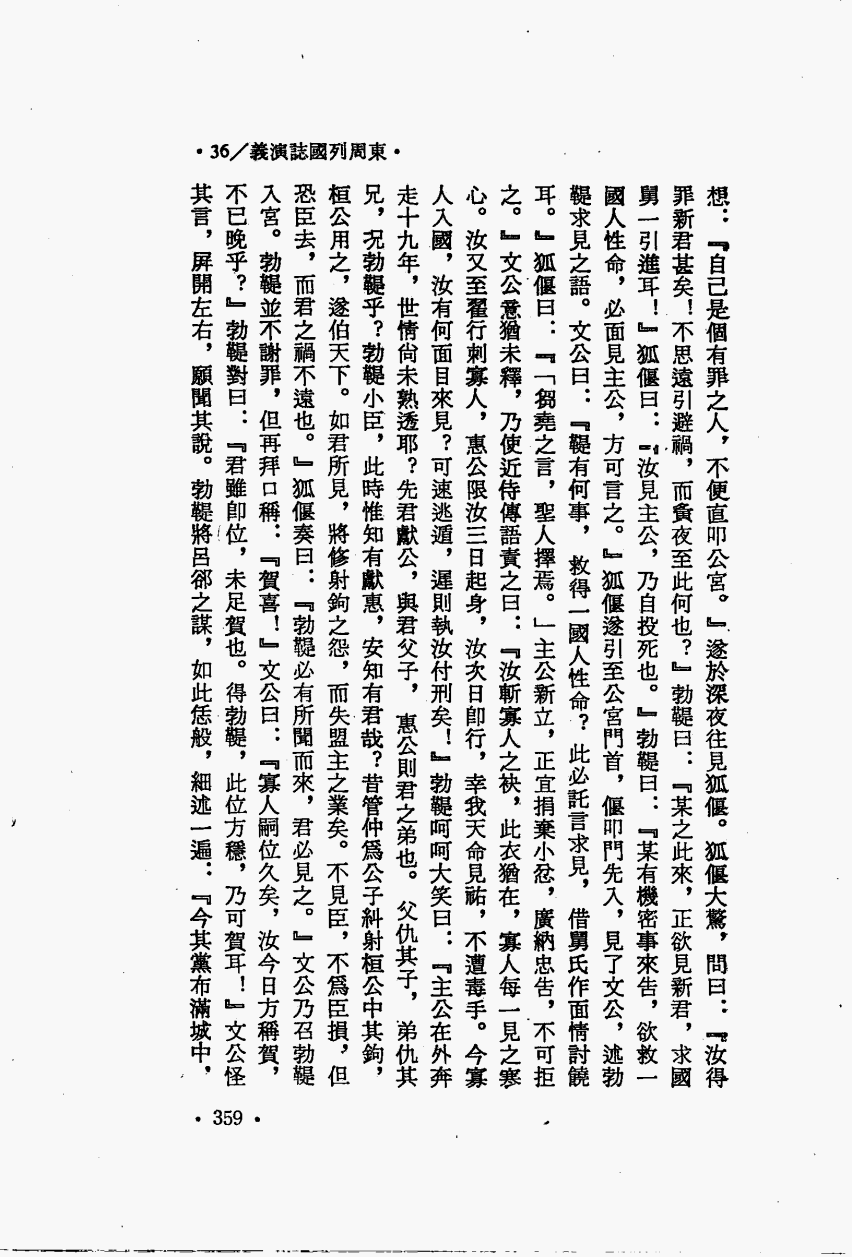 ·東周列國誌演義/36·
想：『自己是個有罪之人，不便直叩公宮。』遂於深夜往見狐偃。狐偃大驚，問曰：『汝得
罪新君甚矣！不思遠引避禍，而夤夜至此何也？』勃鞮曰：『某之此來，正欲見新君，求國
舅一引進耳！』狐偃曰：『汝見主公，乃自投死也。』勃鞮曰：『某有機密事來告，欲救一
國人性命，必面見主公，方可言之。』狐偃遂引至公宮門首，偃叩門先入，見了文公，述勃
鞮求見之語。文公曰：『鞮有何事，救得一國人性命？此必託言求見，借舅氏作面情討饒
耳。』狐偃曰：『「芻蕘之言，聖人擇焉。」主公新立，正宜捐棄小忿，廣納忠告，不可拒
之。』文公意猶未釋，乃使近侍傳語責之曰：『汝斬寡人之袂，此衣猶在，寡人每一見之寒
心。汝又至翟行刺寡人，惠公限汝三日起身，汝次日卽行，幸我天命見祐，不遭毒手。今寡
人入國，汝有何面目來見？可速逃遁，遲則執汝付刑矣！』勃鞮呵呵大笑曰：『主公在外奔
走十九年，世情尙未熟透耶？先君獻公，與君父子，惠公則君之弟也。父仇其子，弟仇其
兄，况勃鞮乎？勃鞮小臣，此時惟知有獻惠，安知有君哉？昔管仲爲公子糾射桓公中其鉤，
桓公用之，遂伯天下。如君所見，將修射鉤之怨，而失盟主之業矣。不見臣，不爲臣損，但
恐臣去，而君之禍不遠也。』狐偃奏曰：『勃鞮必有所聞而來，君必見之。』文公乃召勃鞮
入宮。勃鞮並不謝罪，但再拜口稱：『賀喜！』文公曰：『寡人嗣位久矣，汝今日方稱賀，
不已晚乎？』勃鞮對曰：『君雖卽位，未足賀也。得勃鞮，此位方穩，乃可賀耳！』文公怪
其言，屏開左右，願聞其說。勃鞮將呂郤之謀，如此恁般，細述一遍：『今其黨布滿城中，
·359·